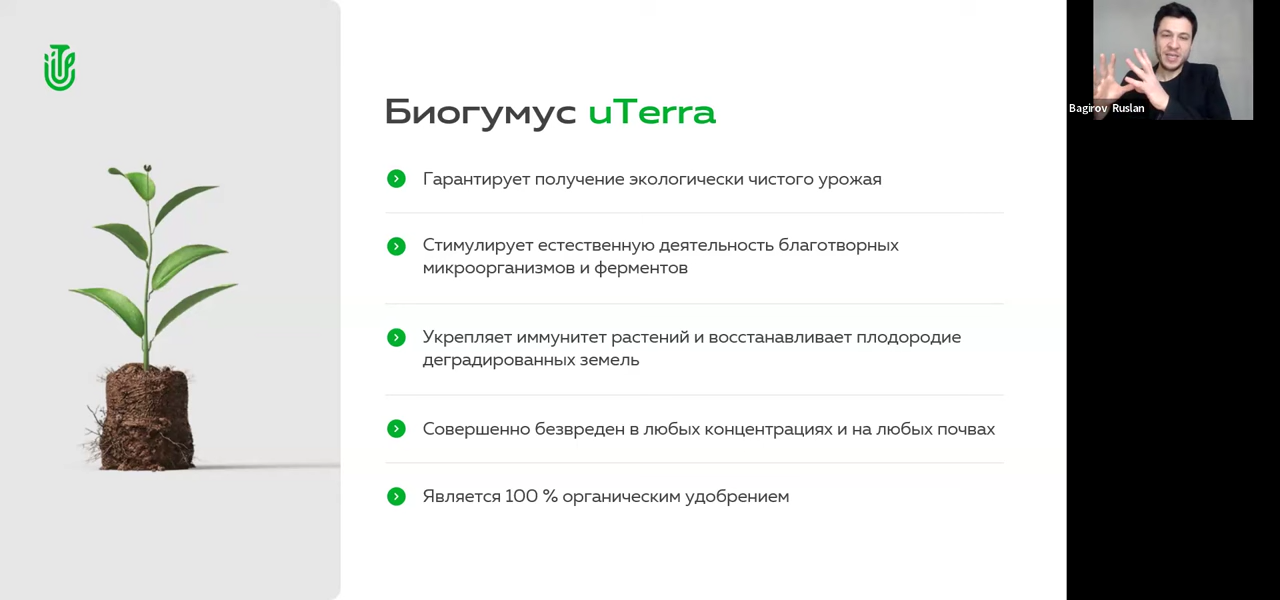 Биогумус uTerra
Гарантирует получение экологически чистого урожая
Стимулирует естественную деятельность благотворных
микроорганизмов и ферментов
Укрепляет иммунитет растений и восстанавливает плодородие
деградированных земель
Совершенно безвреден в любых концентрациях и на любых почвах
Является 100 % органическим удобрением
Bagirov Ruslan